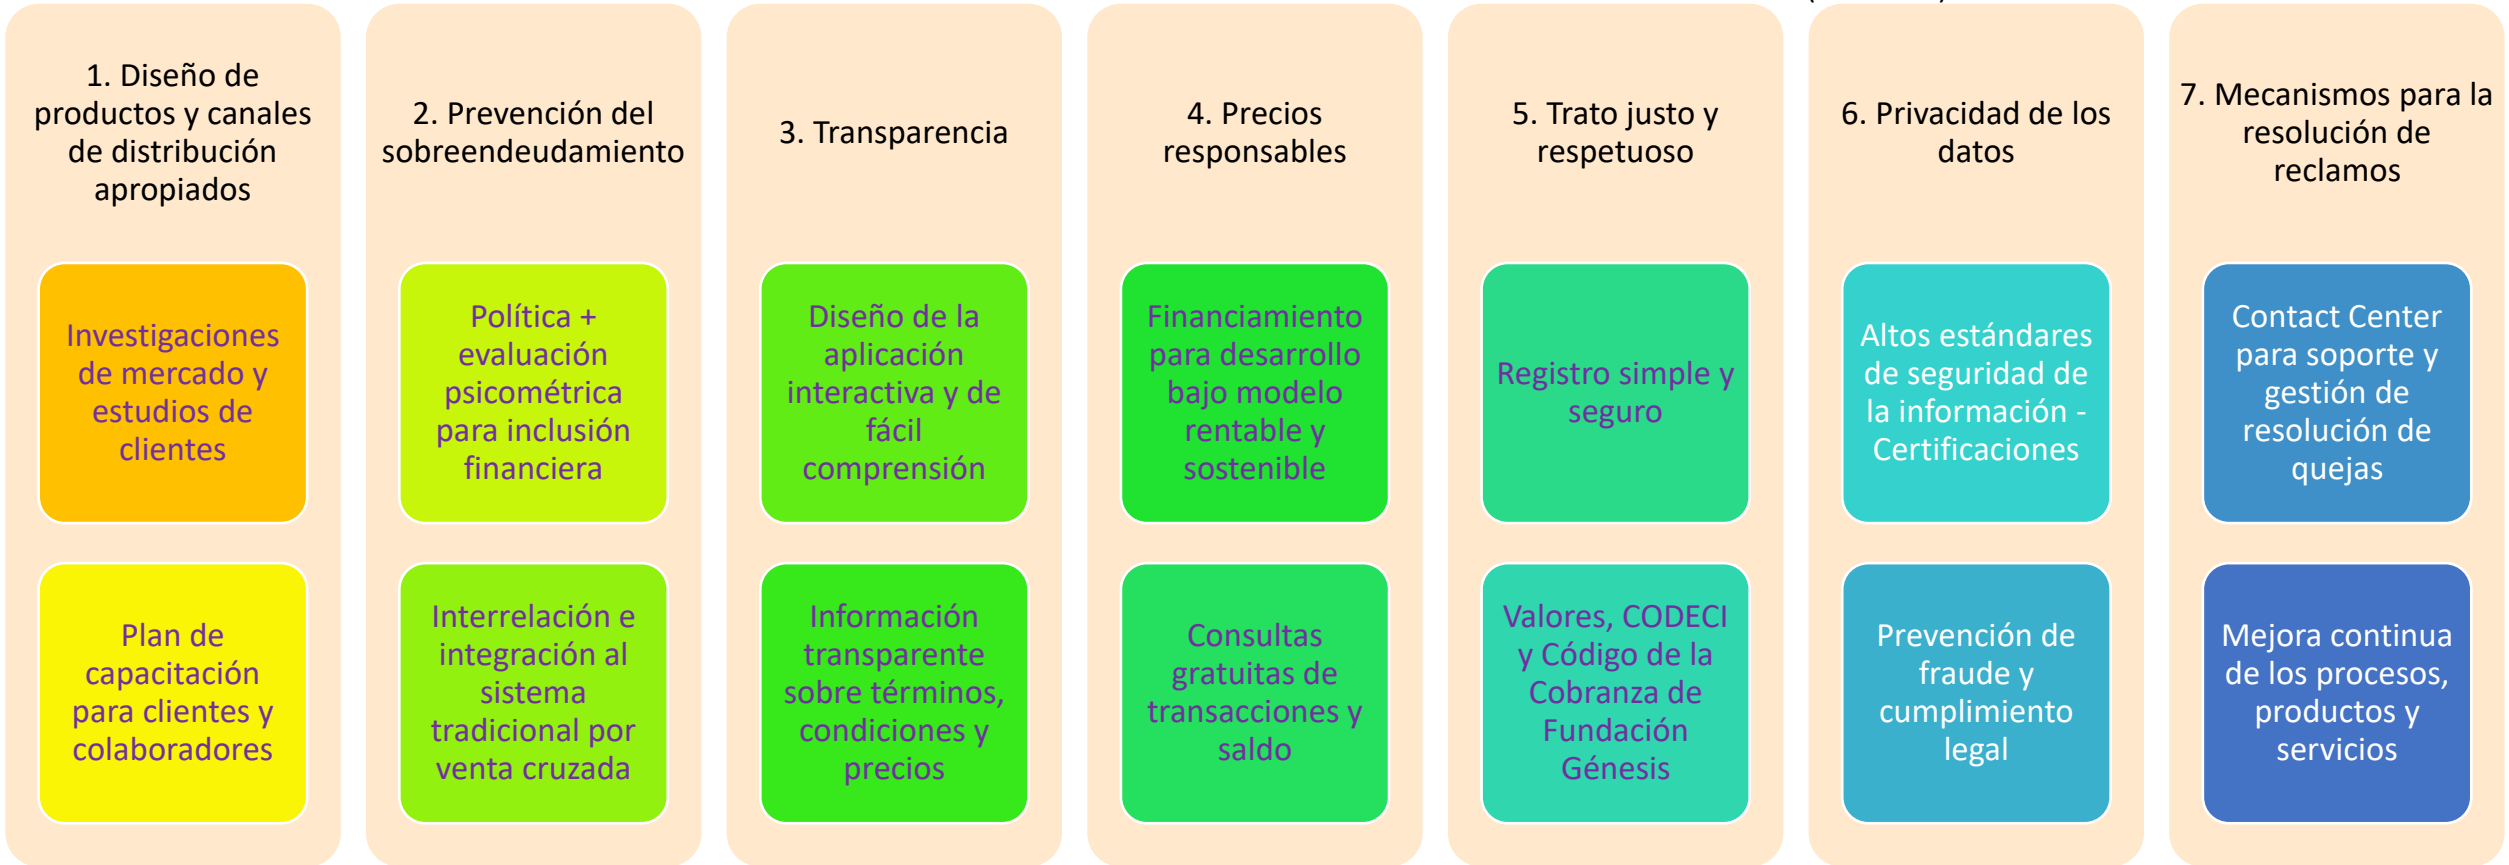 1. Diseño de
productos y canales
de distribución
apropiados
Investigaciones
de mercado y
estudios de
clientes
Plan de
capacitación
para clientes y
colaboradores
2. Prevención del
sobreendeudamiento
Política +
evaluación
psicométrica
para inclusión
financiera
Interrelación e
integración al
sistema
tradicional por
venta cruzada
3. Transparencia
Diseño de la
aplicación
interactiva y de
fácil
comprensión
Información
transparente
sobre términos,
condiciones y
precios
4. Precios
responsables
Financiamiento
para desarrollo
bajo modelo
rentable y
sostenible
Consultas
gratuitas de
transacciones y
saldo
5. Trato justo y
respetuoso
Registro simple y
seguro
Valores, CODECI
y Código de la
Cobranza de
Fundación
Génesis
6. Privacidad de los
datos
Altos estándares
de seguridad de
la información -
Certificaciones
Prevención de
fraude y
cumplimiento
legal
7. Mecanismos para la
resolución de
reclamos
Contact Center
para soporte y
gestión de
resolución de
quejas
Mejora continua
de los procesos,
productos y
servicios